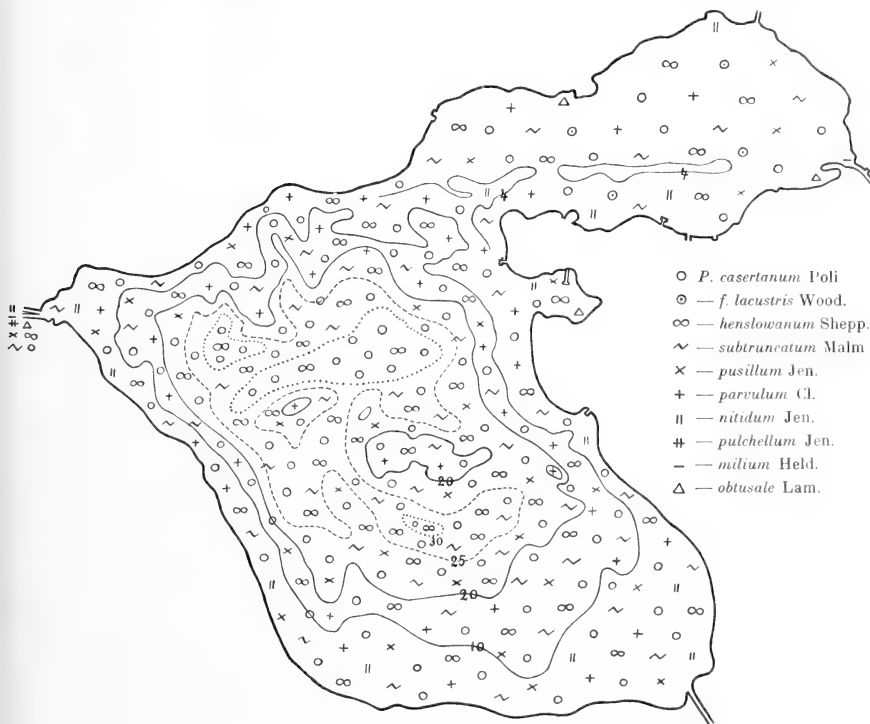 P. casertanum Poli
— f. lacustris Wood.
— henslowanum Shepp.
— subtruncatum Malm
— pusillum Jen.
— parvulum Cl.
— nitidum Jen.
— pulchellum Jen.
— milium Held.
— obtusale Lam.
20
30
25
20
10